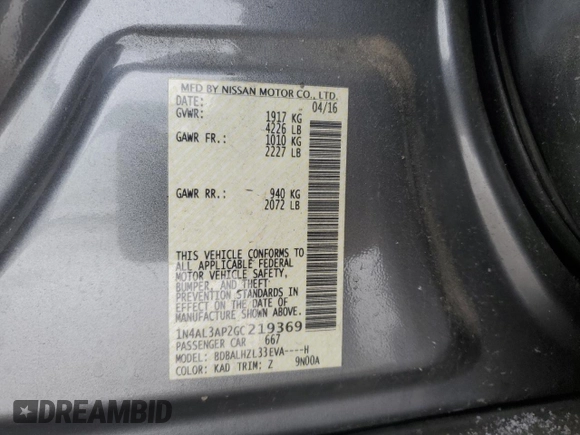 MFD BY NISSAN MOTOR CO., LTD.
DATE: 04/16
GVWR: 1917 KG
4226 LB
GAWR FR.: 1010 KG
2227 LB
GAWR RR.: 940 KG
2072 LB
THIS VEHICLE CONFORMS TO
ALL APPLICABLE FEDERAL
MOTOR VEHICLE SAFETY,
BUMPER, AND THEFT
PREVENTION STANDARDS IN
EFFECT ON THE DATE OF
MANUFACTURE SHOWN ABOVE.
1N4AL3AP2GC219369
PASSENGER CAR 667
MODEL: BDBALHZL33EVA----H
COLOR: KAD TRIM: Z 9N00A
DREAMBID